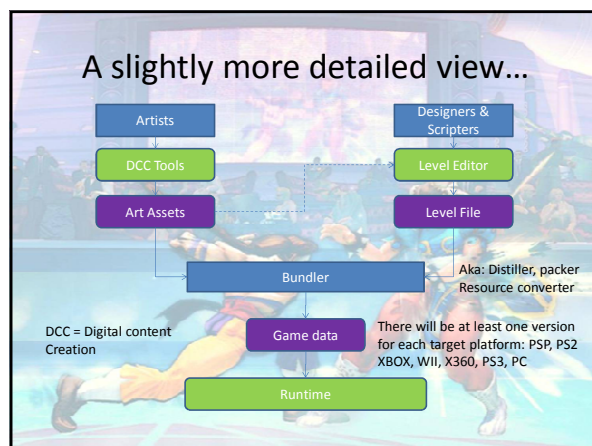 A slightly more detailed view…
Artists
Designers &
Scripters
DCC Tools
Level Editor
Art Assets
Level File
Bundler
Aka: Distiller, packer
Resource converter
DCC = Digital content
Creation
Game data
There will be at least one version
for each target platform: PSP, PS2
XBOX, WII, X360, PS3, PC
Runtime